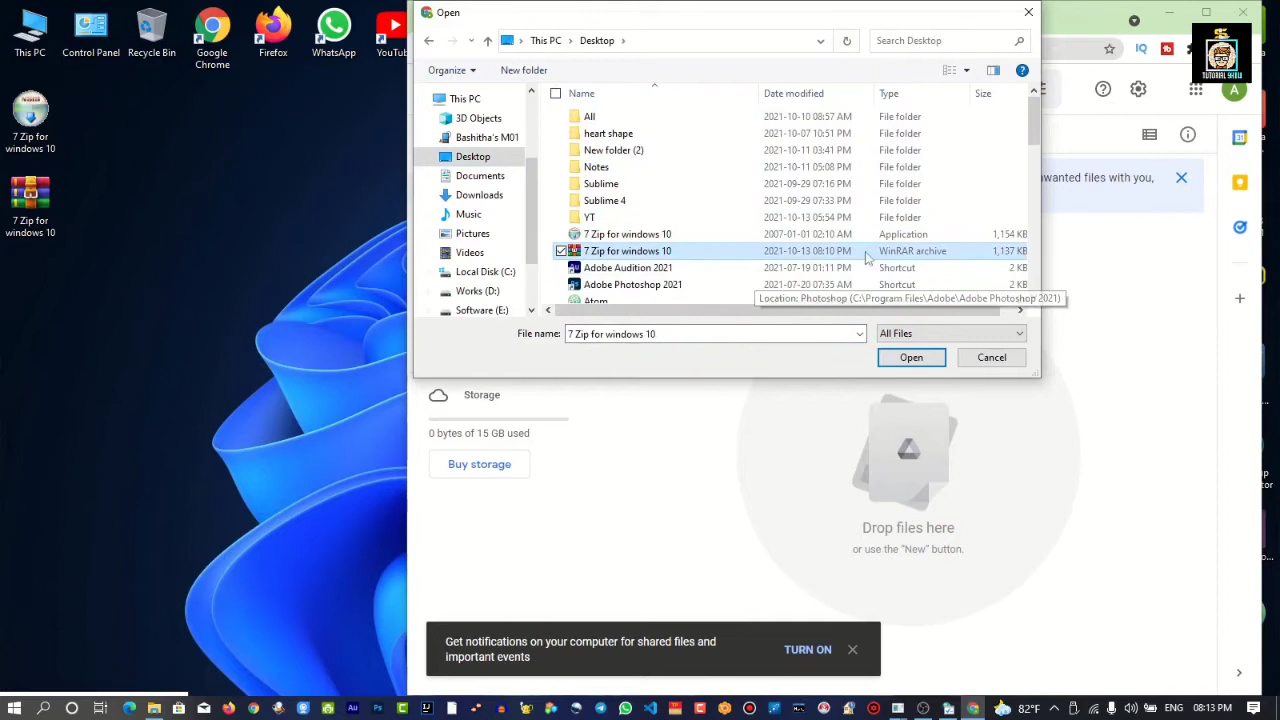 This PC
Control Panel
Recycle Bin
Google Chrome
Firefox
WhatsApp
YouTub
7 Zip for windows 10
7 Zip for windows 10
Open
This PC
Desktop
Search Desktop
Organize
New folder
Name
Date modified
Type
Size
This PC
3D Objects
Bashitha's M01
Desktop
Documents
Downloads
Music
Pictures
Videos
Local Disk (C:)
Works (D:)
Software (E:)
All 2021-10-10 08:57 AM File folder
heart shape 2021-10-07 10:51 PM File folder
New folder (2) 2021-10-11 03:41 PM File folder
Notes 2021-10-11 05:08 PM File folder
Sublime 2021-09-29 07:16 PM File folder
Sublime 4 2021-09-29 07:33 PM File folder
YT 2021-10-13 05:54 PM File folder
7 Zip for windows 10 2007-01-01 02:10 AM Application 1,154 KB
7 Zip for windows 10 2021-10-13 08:10 PM WinRAR archive 1,137 KB
Adobe Audition 2021 2021-07-19 01:11 PM Shortcut 2 KB
Adobe Photoshop 2021 2021-07-20 07:35 AM Shortcut 2 KB
Atom
Location: Photoshop (C:\Program Files\Adobe\Adobe Photoshop 2021)
File name: 7 Zip for windows 10
All Files
Open
Cancel
IQ
TUTORIAL SHOW
A
wanted files with you,
Storage
0 bytes of 15 GB used
Buy storage
Drop files here
or use the "New" button.
Get notifications on your computer for shared files and
important events
TURN ON
Au
Ps
82°F
ENG
08:13 PM